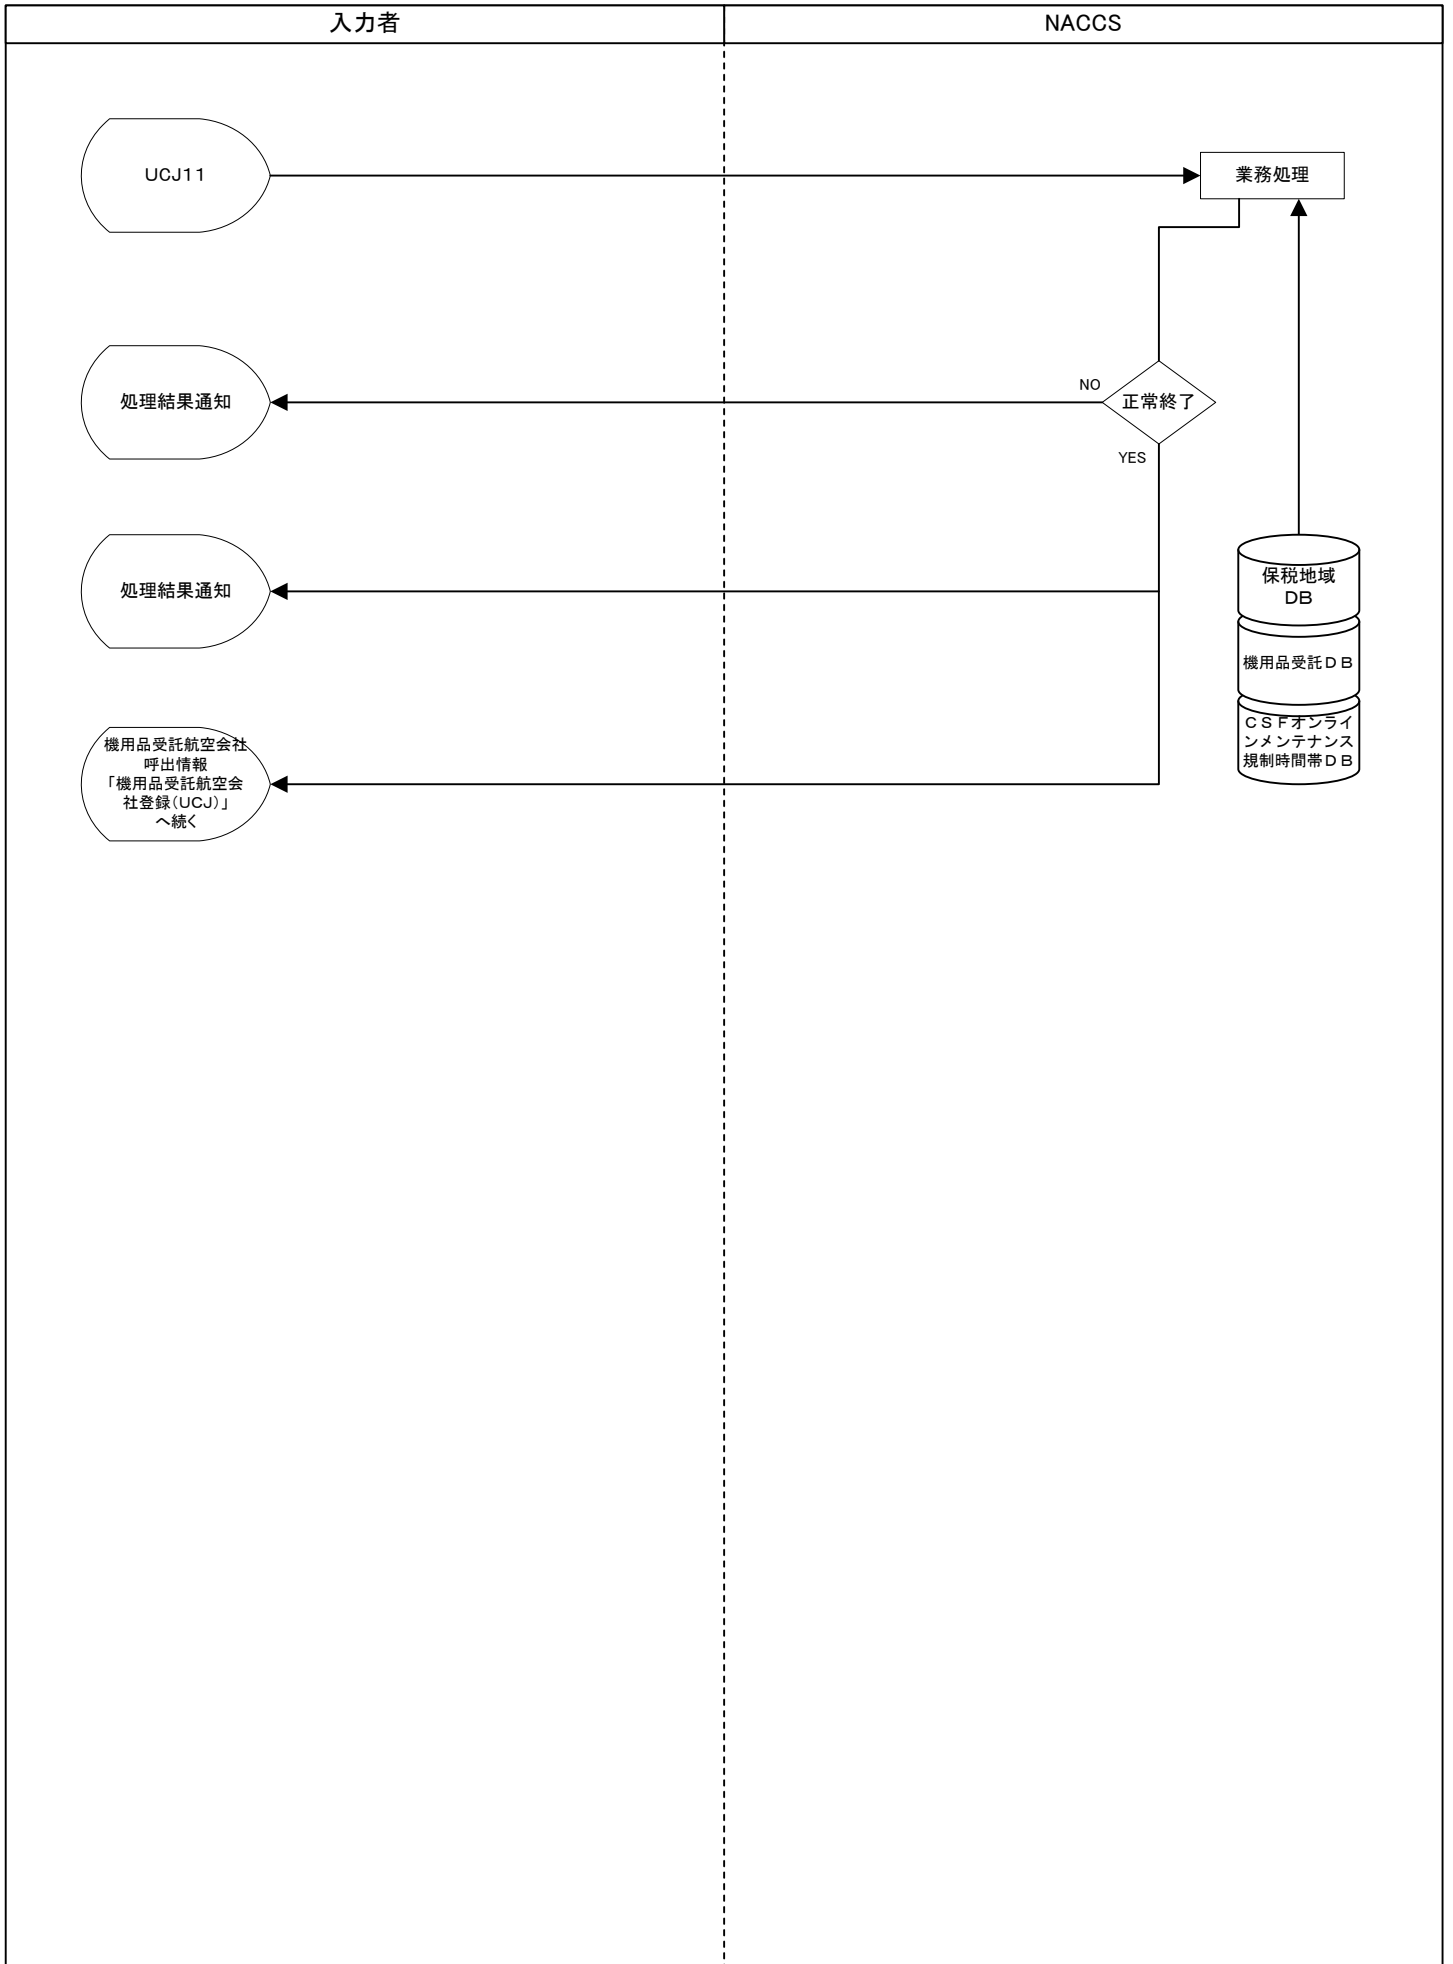 入力者
NACCS
UCJ11
業務処理
処理結果通知
NO
正常終了
YES
処理結果通知
保税地域
DB
機用品受託ＤＢ
機用品受託航空会社
呼出情報
「機用品受託航空会
社登録（UCJ）」
へ続く
ＣＳＦオンライ
ンメンテナンス
規制時間帯ＤＢ